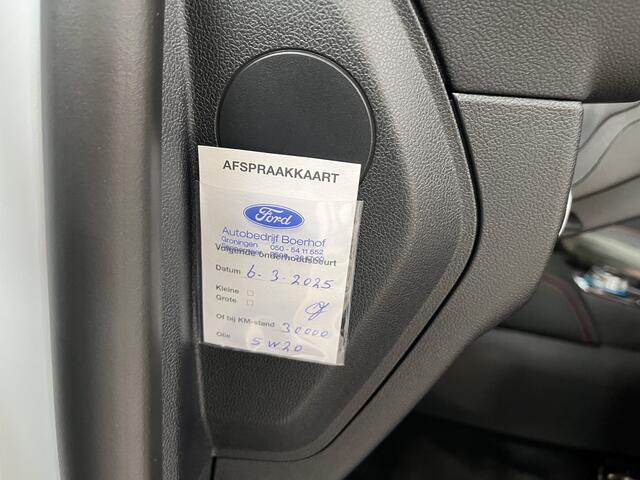 AFSPRAAKKAART
Ford
Autobedrijf Boerhof
Groningen 050 - 54 11 552
Volgende onderhoudsbeurt
Datum 6-3-2025
Kleine
Grote
Of bij KM-stand 30000
Olie 5W20